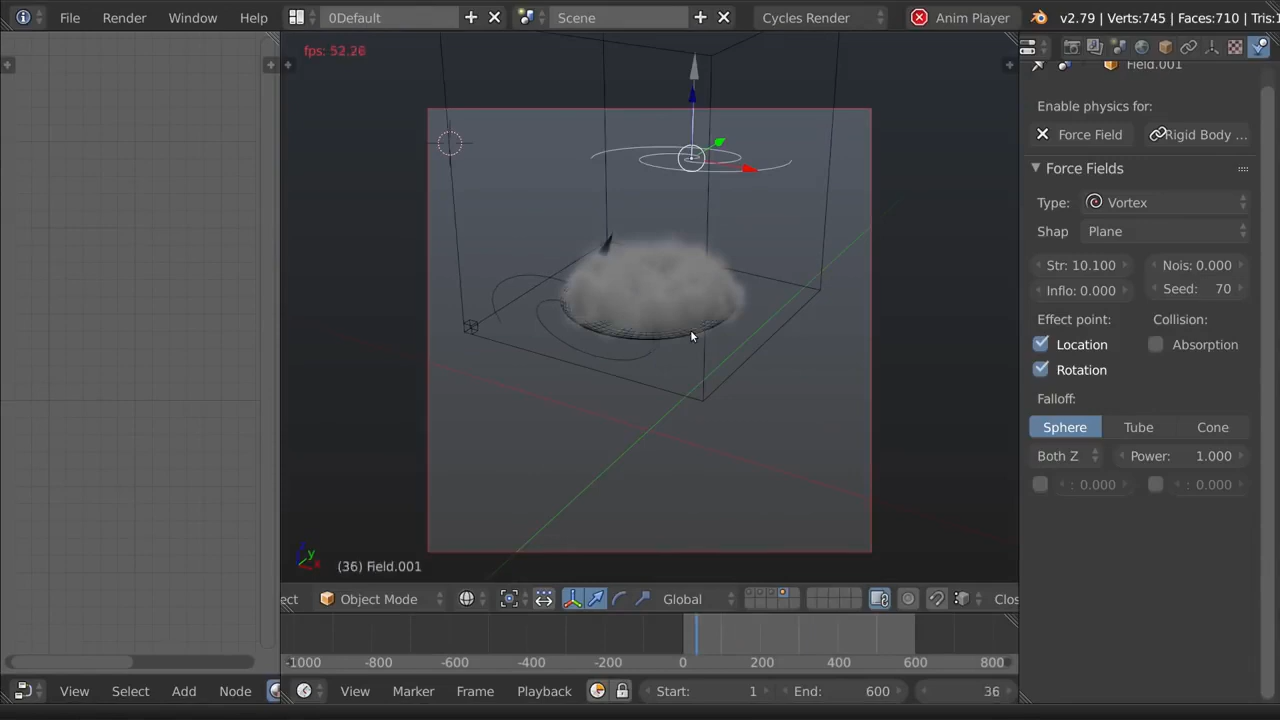 File Render Window Help 0Default Scene Cycles Render Anim Player v2.79 | Verts:745 | Faces:710 | Tris:1
fps: 52.26
Field.001
Enable physics for:
Force Field Rigid Body ...
Force Fields
Type: Vortex
Shap Plane
Str: 10.100 Nois: 0.000
Inflo: 0.000 Seed: 70
Effect point: Collision:
Location Absorption
Rotation
Falloff:
Sphere Tube Cone
Both Z Power: 1.000
: 0.000 : 0.000
z y x
(36) Field.001
ect Object Mode Global Clos
-1000 -800 -600 -400 -200 0 200 400 600 800
View Select Add Node View Marker Frame Playback Start: 1 End: 600 36